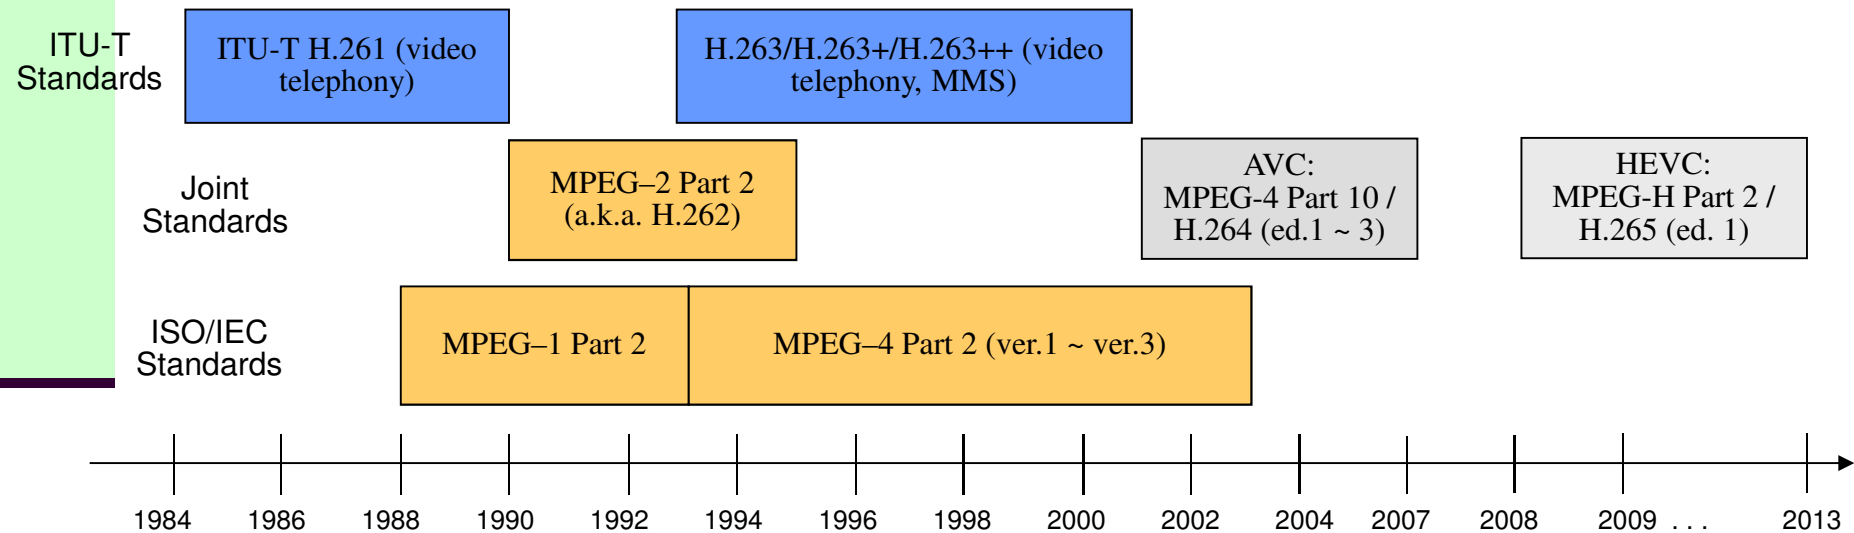 ITU-T
Standards
ITU-T H.261 (video
telephony)
H.263/H.263+/H.263++ (video
telephony, MMS)
Joint
Standards
MPEG–2 Part 2
(a.k.a. H.262)
AVC:
MPEG-4 Part 10 /
H.264 (ed.1 ~ 3)
HEVC:
MPEG-H Part 2 /
H.265 (ed. 1)
ISO/IEC
Standards
MPEG–1 Part 2
MPEG–4 Part 2 (ver.1 ~ ver.3)
1984 1986 1988 1990 1992 1994 1996 1998 2000 2002 2004 2007 2008 2009 . . . 2013